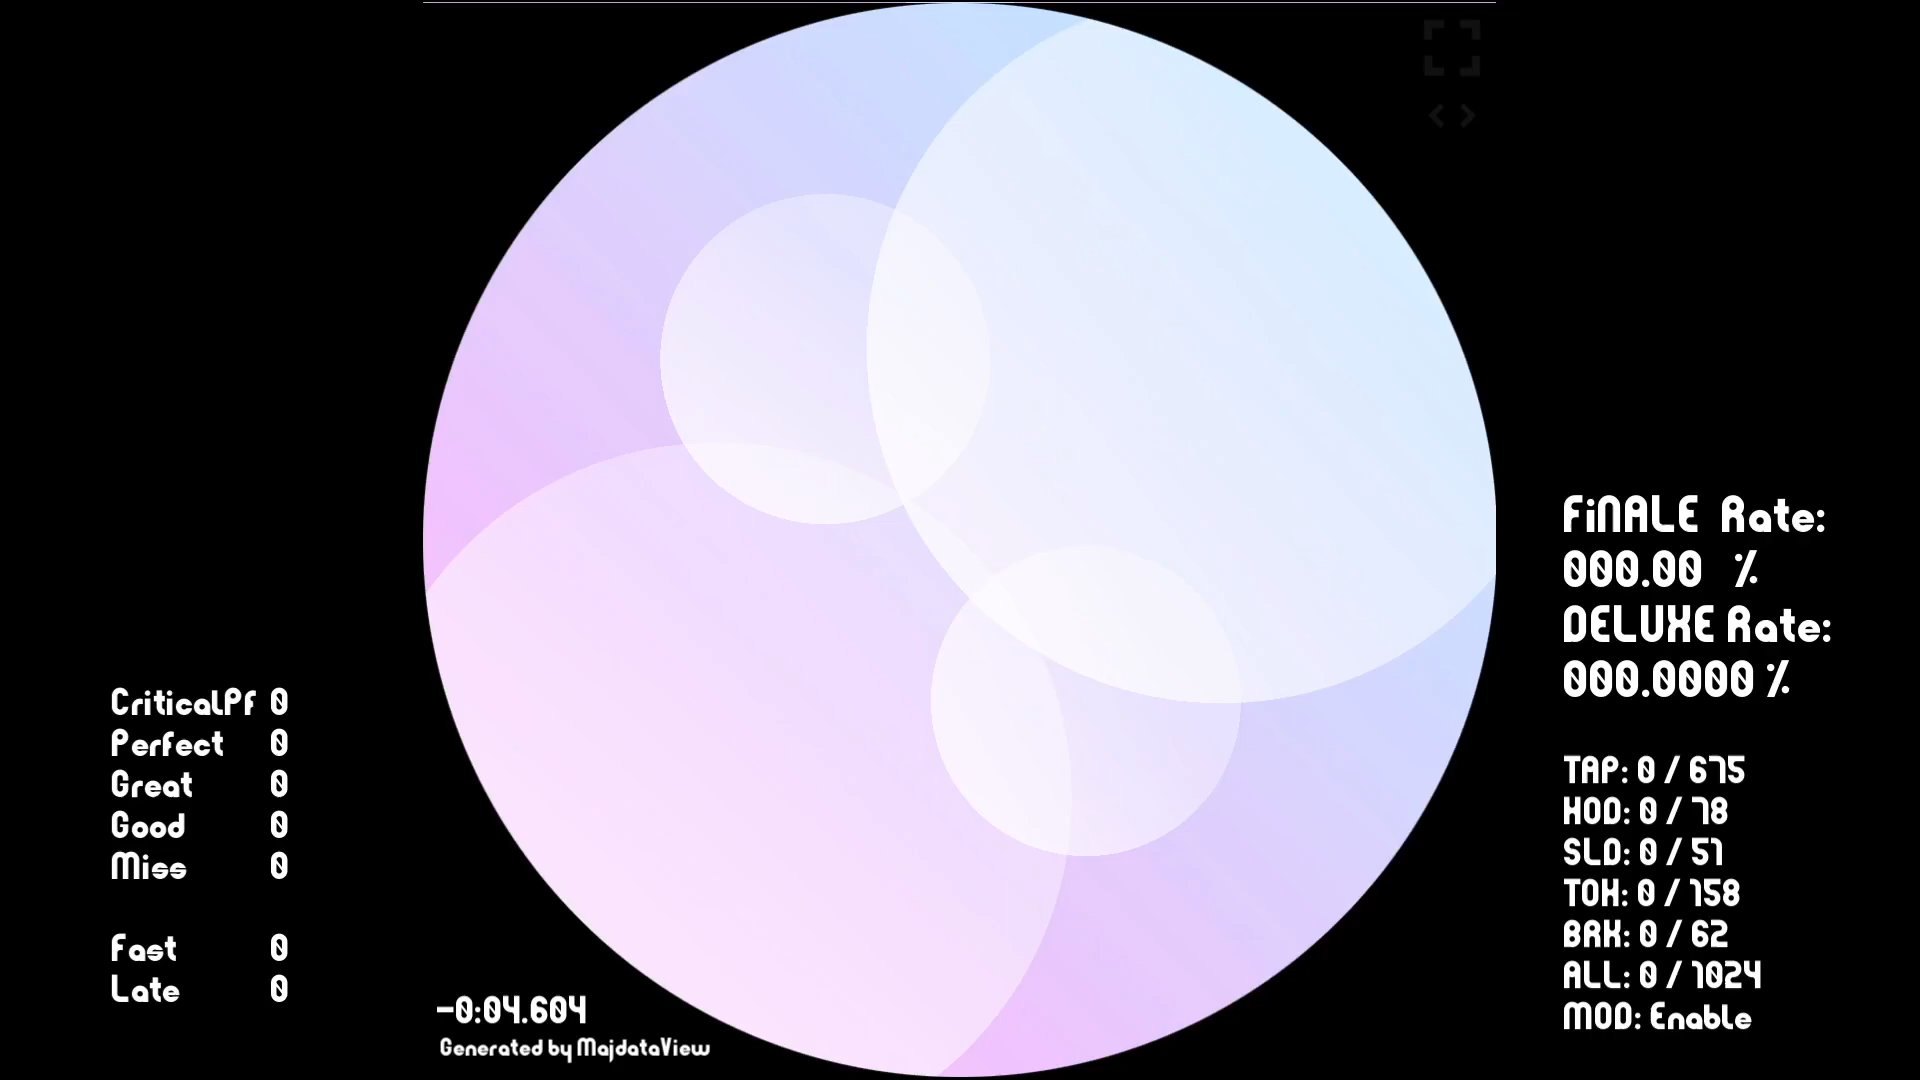 CriticalPf 0
Perfect 0
Great 0
Good 0
Miss 0
Fast 0
Late 0
-0:04.604
Generated by MajdataView
FiNALE Rate:
000.00 %
DELUXE Rate:
000.0000 %
TAP: 0 / 675
HOD: 0 / 78
SLD: 0 / 51
TOH: 0 / 158
BRK: 0 / 62
ALL: 0 / 1024
MOD: Enable